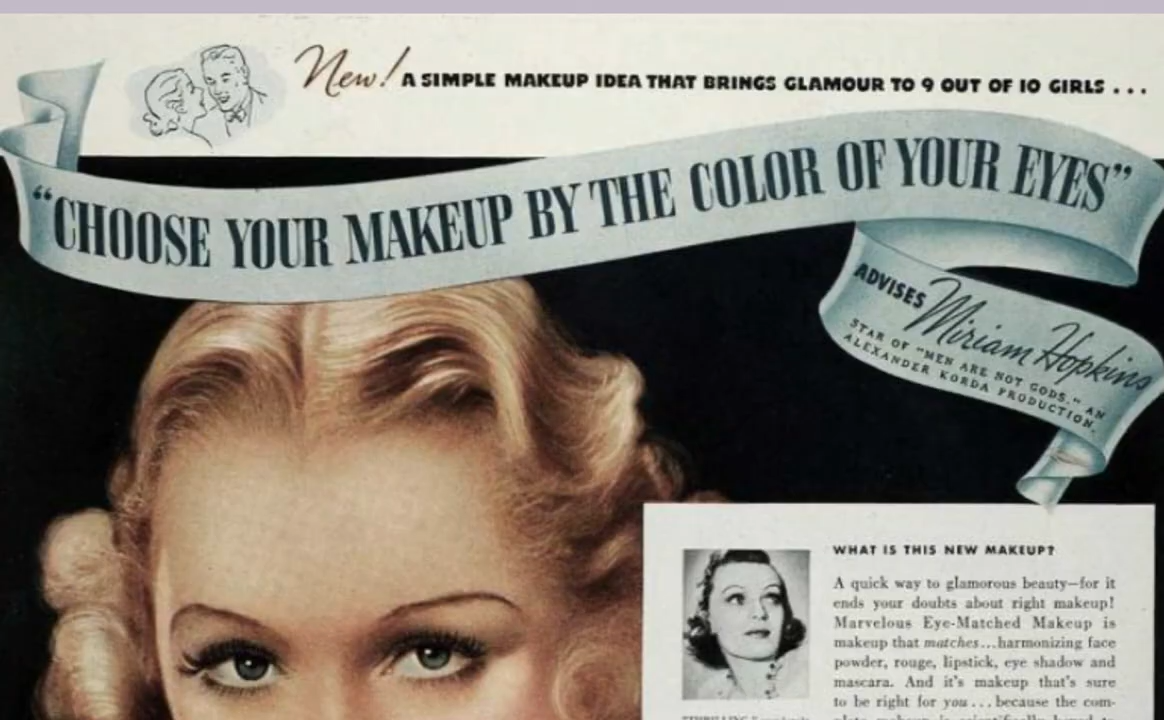 New! A SIMPLE MAKEUP IDEA THAT BRINGS GLAMOUR TO 9 OUT OF 10 GIRLS . . .
"CHOOSE YOUR MAKEUP BY THE COLOR OF YOUR EYES"
ADVISES Miriam Hopkins
STAR OF "MEN ARE NOT GODS," AN
ALEXANDER KORDA PRODUCTION.
WHAT IS THIS NEW MAKEUP?
A quick way to glamorous beauty—for it
ends your doubts about right makeup!
Marvelous Eye-Matched Makeup is
makeup that matches...harmonizing face
powder, rouge, lipstick, eye shadow and
mascara. And it's makeup that's sure
to be right for you . . . because the com-